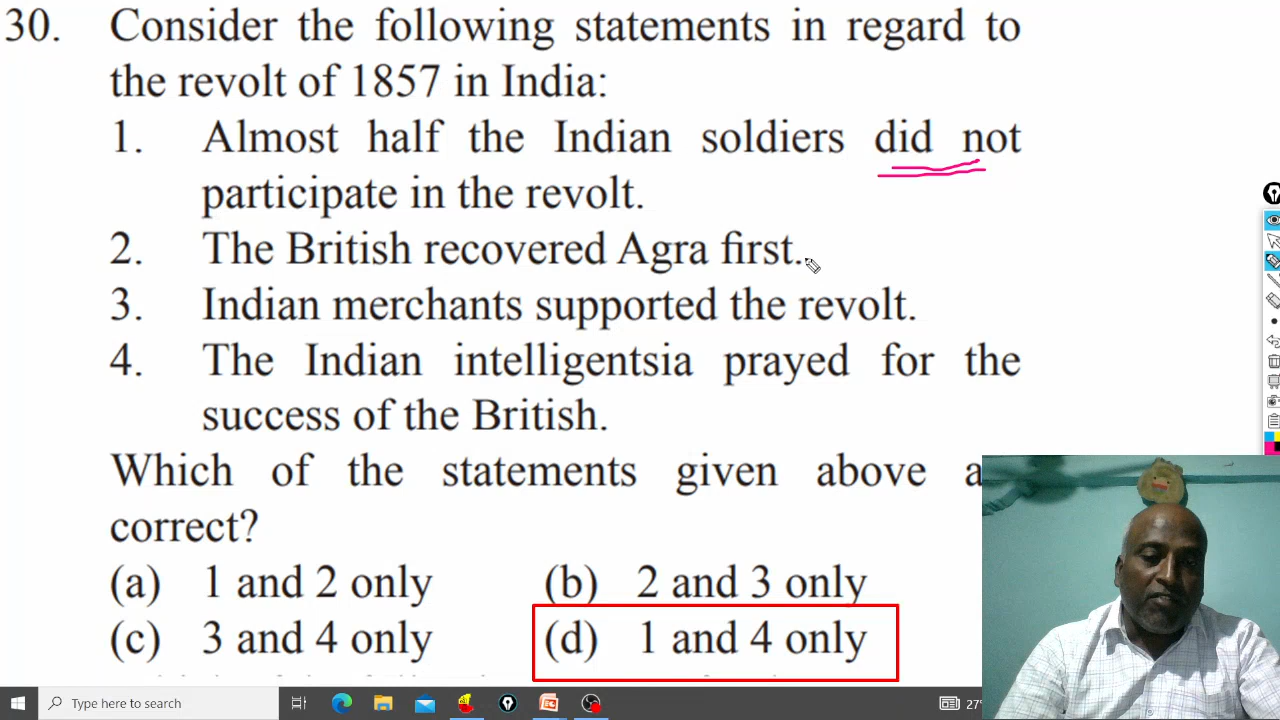 30. Consider the following statements in regard to
the revolt of 1857 in India:
1. Almost half the Indian soldiers did not
participate in the revolt.
2. The British recovered Agra first.
3. Indian merchants supported the revolt.
4. The Indian intelligentsia prayed for the
success of the British.
Which of the statements given above
correct?
(a) 1 and 2 only (b) 2 and 3 only
(c) 3 and 4 only (d) 1 and 4 only
Type here to search
27°